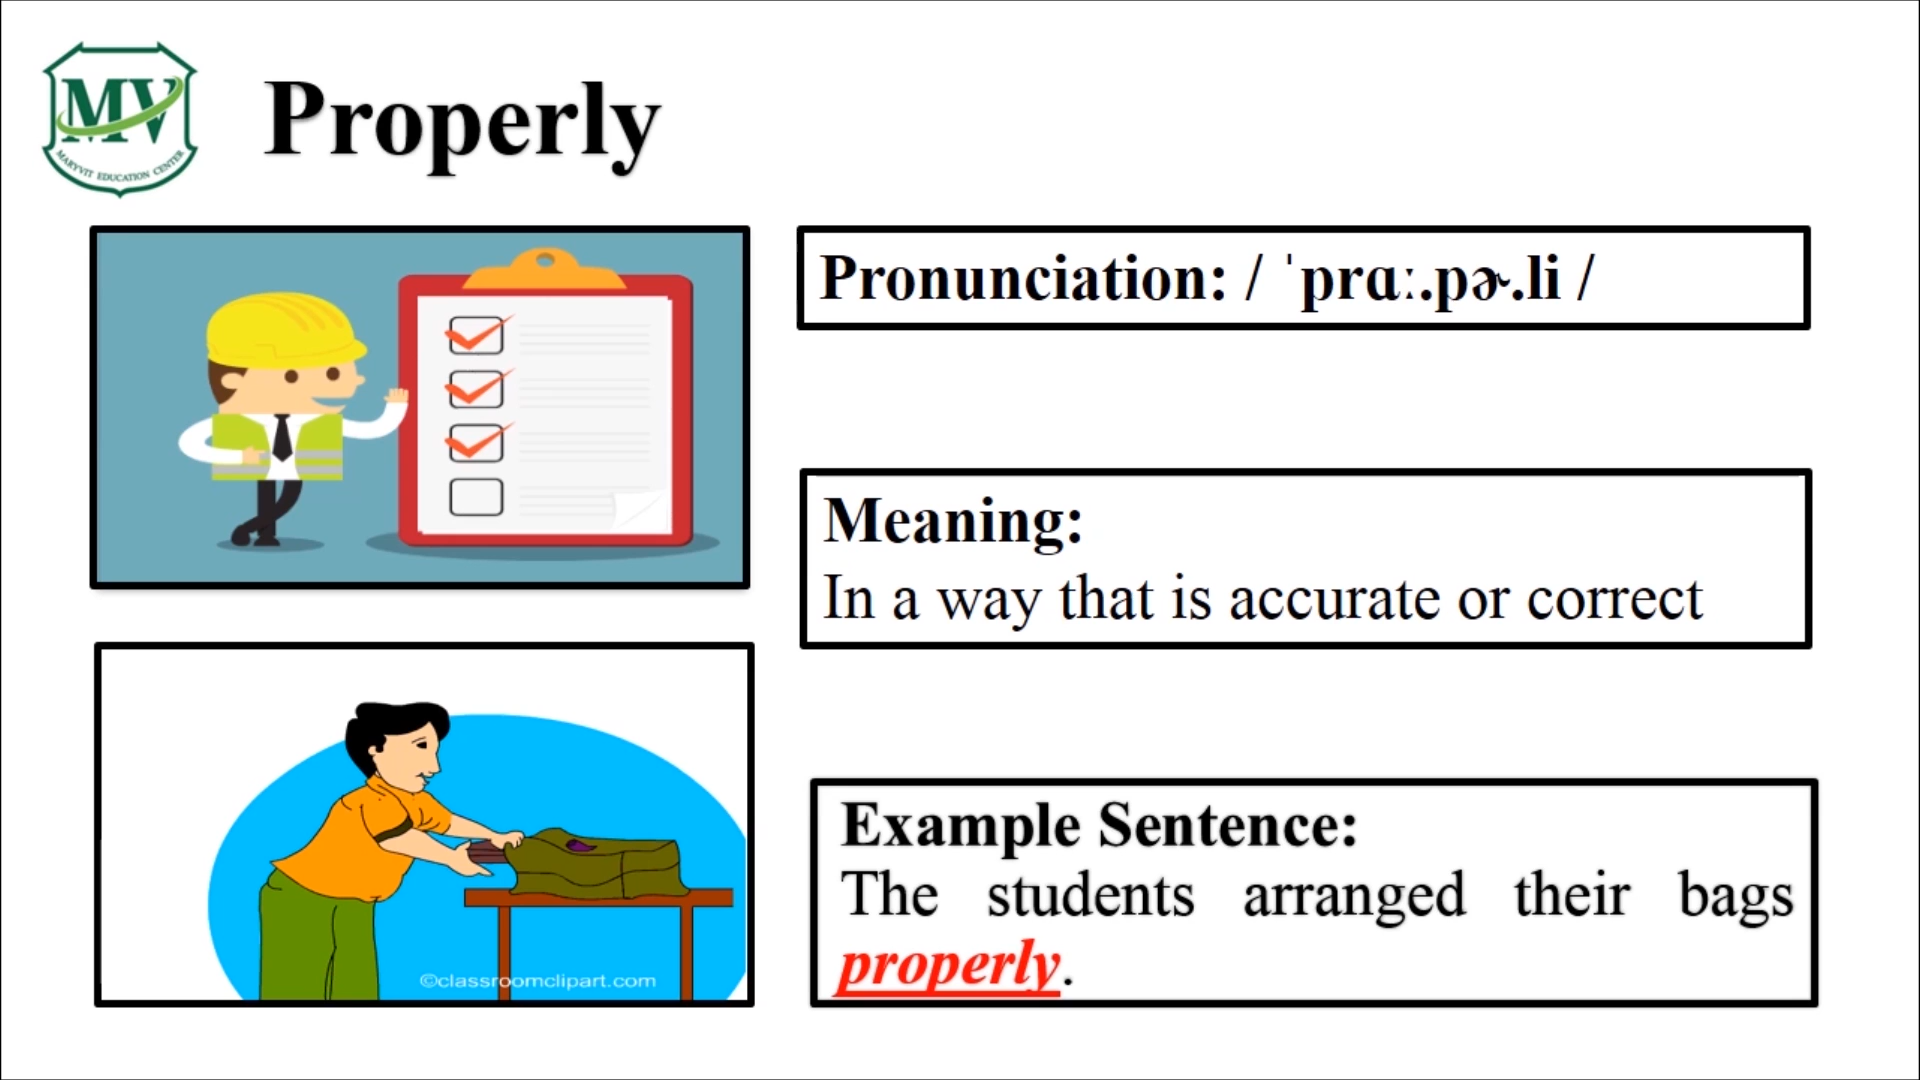 MV
MARYVIT EDUCATION CENTER
Properly
Pronunciation: / ˈprɑː.pɚ.li /
Meaning:
In a way that is accurate or correct
©classroomclipart.com
Example Sentence:
The students arranged their bags
properly.